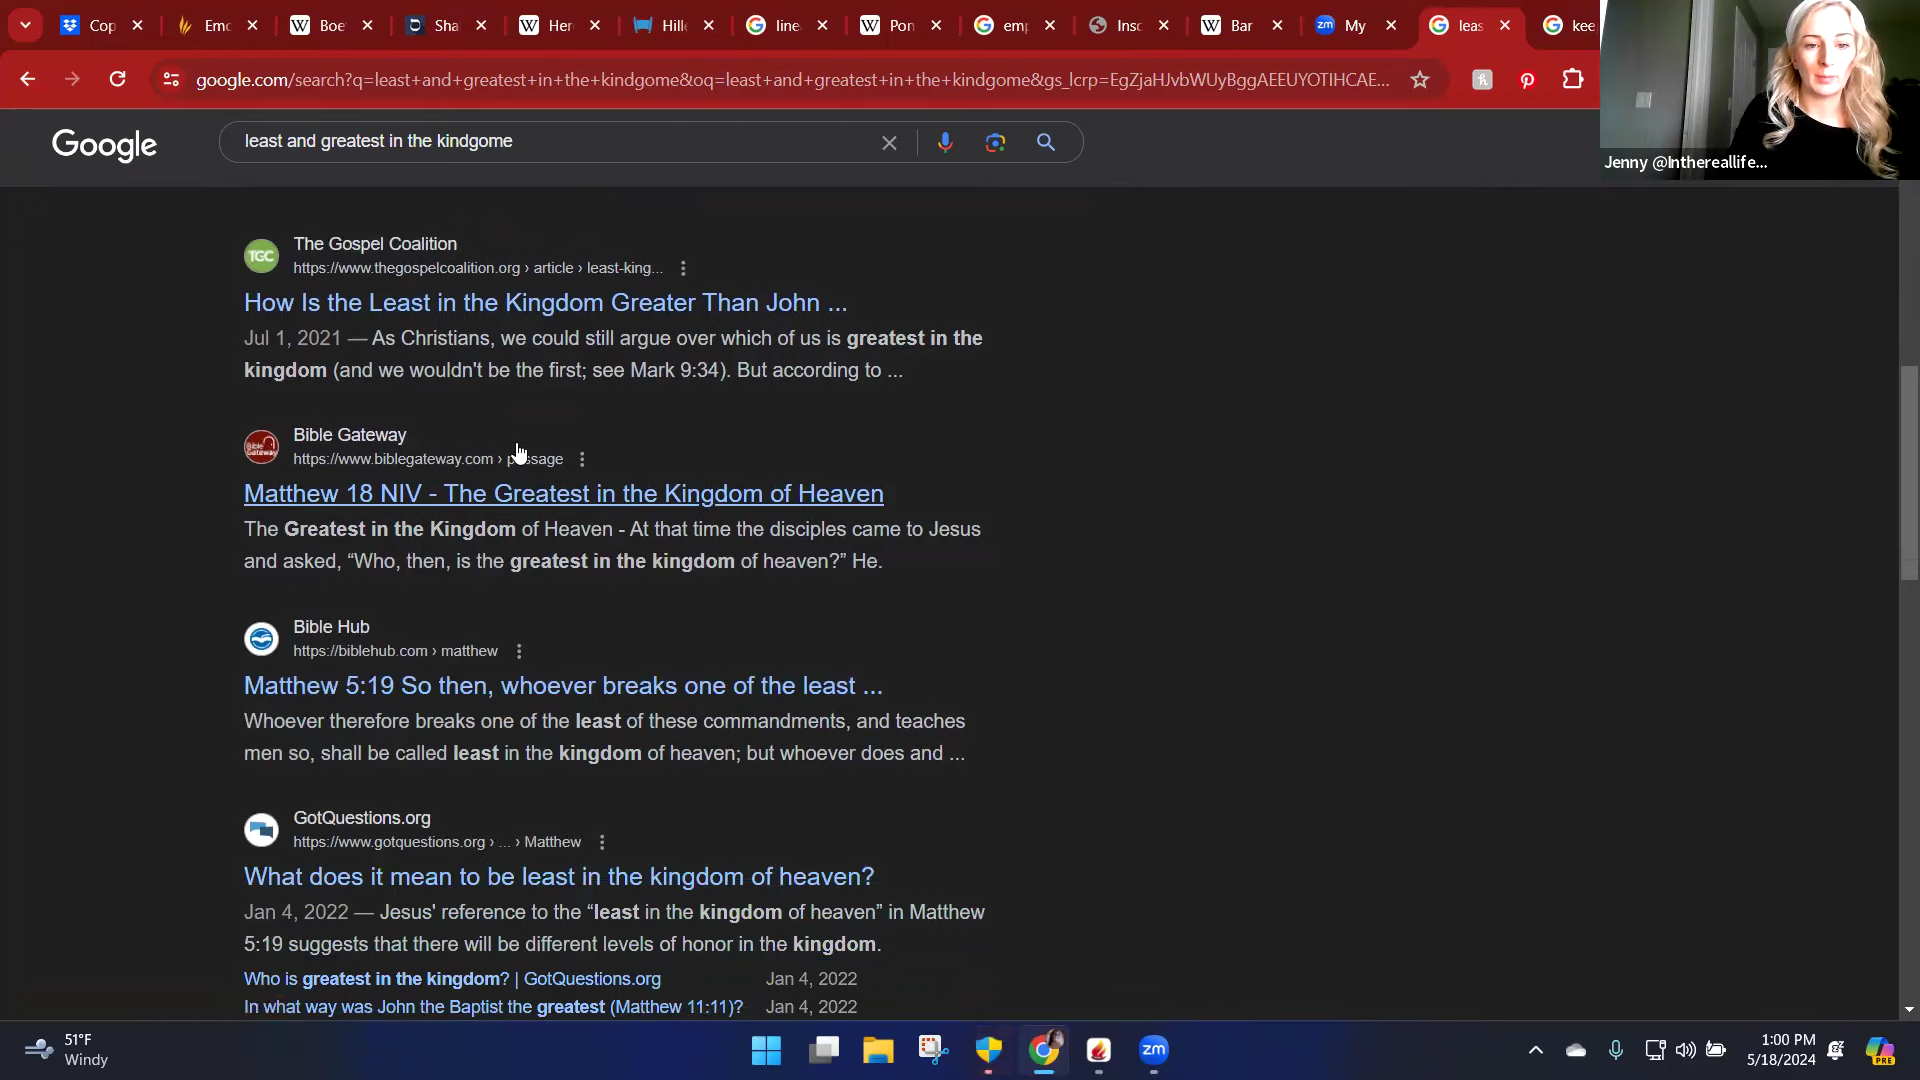 Cop
Emc
Boe
Sha
Her
Hille
line
Pon
emp
Insc
Bar
My
leas
kee
google.com/search?q=least+and+greatest+in+the+kindgome&oq=least+and+greatest+in+the+kindgome&gs_lcrp=EgZjaHJvbWUyBggAEEUYOTIHCAE...
Jenny @Inthereallife...
Google
least and greatest in the kindgome
TGC
The Gospel Coalition
https://www.thegospelcoalition.org › article › least-king...
How Is the Least in the Kingdom Greater Than John ...
Jul 1, 2021 — As Christians, we could still argue over which of us is greatest in the
kingdom (and we wouldn't be the first; see Mark 9:34). But according to ...
Bible Gateway
https://www.biblegateway.com › passage
Matthew 18 NIV - The Greatest in the Kingdom of Heaven
The Greatest in the Kingdom of Heaven - At that time the disciples came to Jesus
and asked, “Who, then, is the greatest in the kingdom of heaven?” He.
Bible Hub
https://biblehub.com › matthew
Matthew 5:19 So then, whoever breaks one of the least ...
Whoever therefore breaks one of the least of these commandments, and teaches
men so, shall be called least in the kingdom of heaven; but whoever does and ...
GotQuestions.org
https://www.gotquestions.org › ... › Matthew
What does it mean to be least in the kingdom of heaven?
Jan 4, 2022 — Jesus' reference to the “least in the kingdom of heaven” in Matthew
5:19 suggests that there will be different levels of honor in the kingdom.
Who is greatest in the kingdom? | GotQuestions.org Jan 4, 2022
In what way was John the Baptist the greatest (Matthew 11:11)? Jan 4, 2022
51°F
Windy
zm
1:00 PM
5/18/2024
PRE